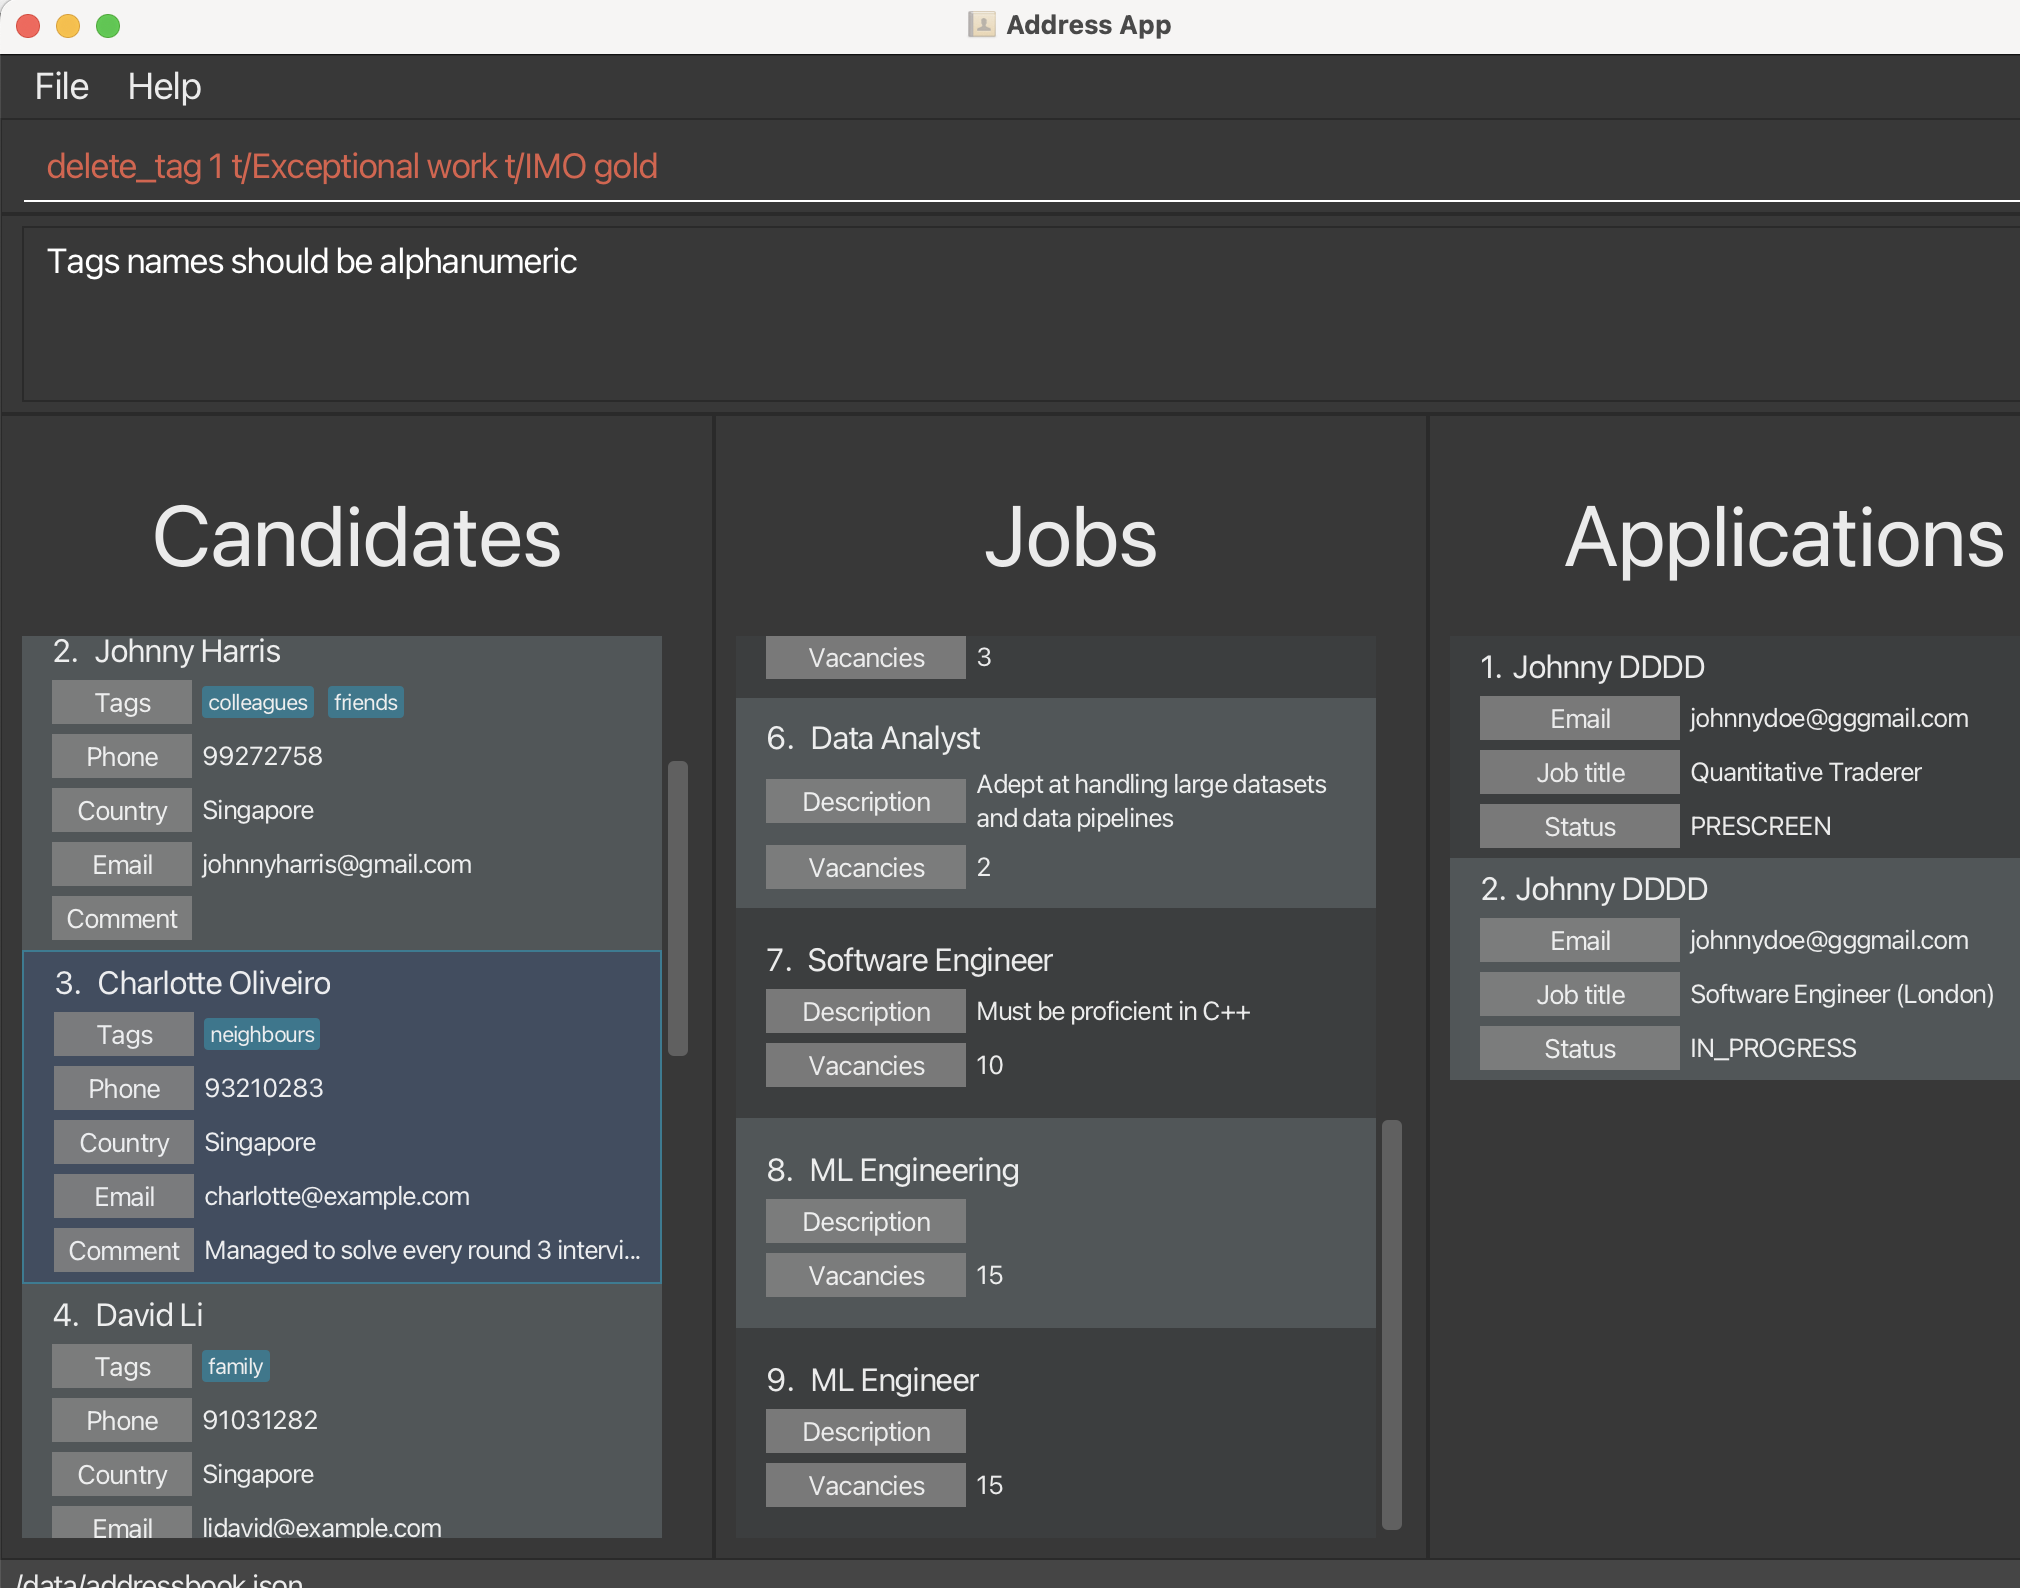 Address App
File Help
delete_tag 1 t/Exceptional work t/IMO gold
Tags names should be alphanumeric
Candidates
2. Johnny Harris
Tags colleagues friends
Phone 99272758
Country Singapore
Email johnnyharris@gmail.com
Comment
3. Charlotte Oliveiro
Tags neighbours
Phone 93210283
Country Singapore
Email charlotte@example.com
Comment Managed to solve every round 3 intervi...
4. David Li
Tags family
Phone 91031282
Country Singapore
Email lidavid@example.com
Jobs
Vacancies 3
6. Data Analyst
Description Adept at handling large datasets
and data pipelines
Vacancies 2
7. Software Engineer
Description Must be proficient in C++
Vacancies 10
8. ML Engineering
Description
Vacancies 15
9. ML Engineer
Description
Vacancies 15
Applications
1. Johnny DDDD
Email johnnydoe@gggmail.com
Job title Quantitative Traderer
Status PRESCREEN
2. Johnny DDDD
Email johnnydoe@gggmail.com
Job title Software Engineer (London)
Status IN_PROGRESS
/data/addressbook.json